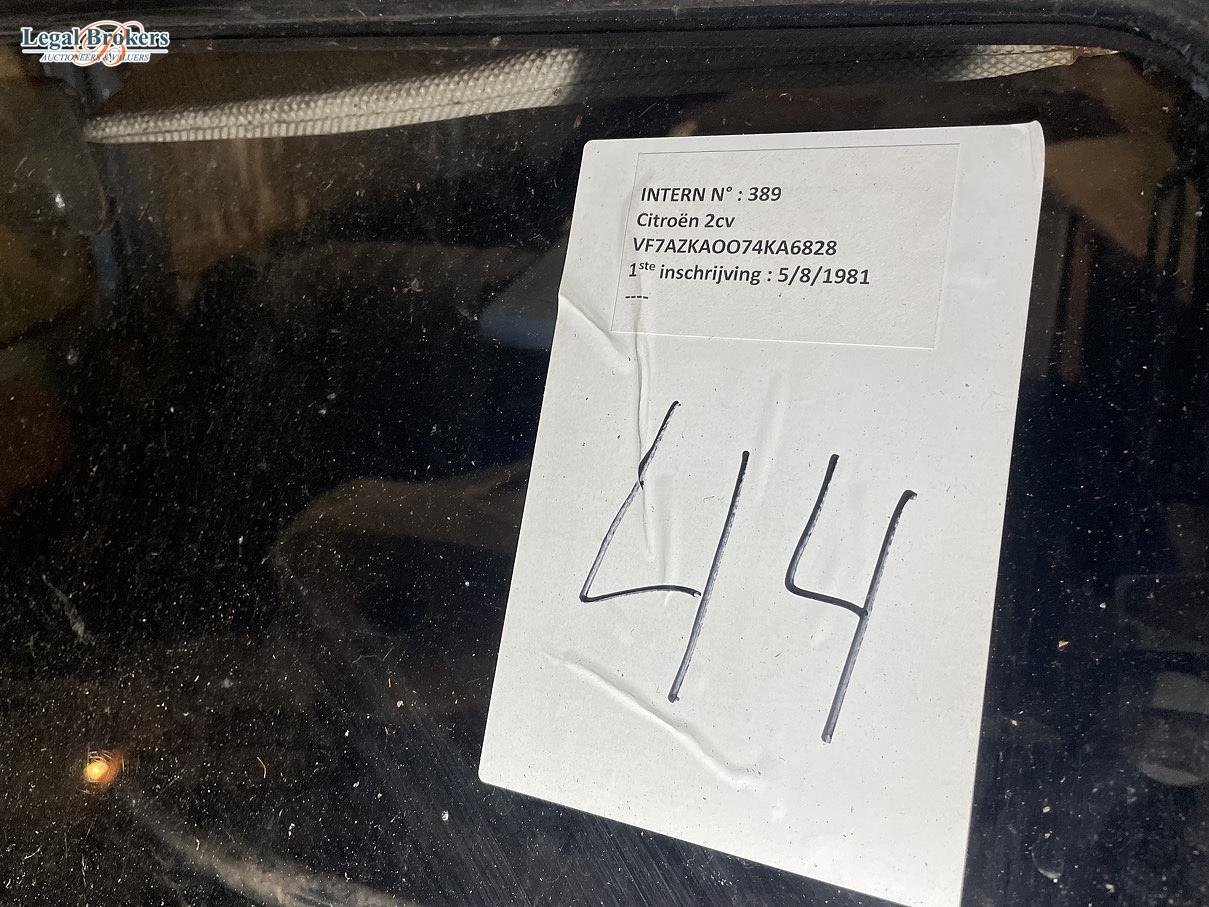 Legal Brokers
AUCTIONEERS & VALUERS
INTERN N° : 389
Citroën 2cv
VF7AZKAOO74KA6828
1ste inschrijving : 5/8/1981
----
44